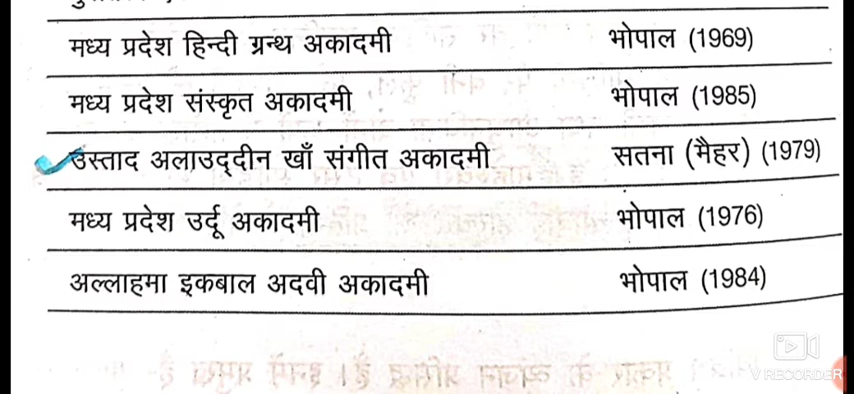 मध्य प्रदेश हिन्दी ग्रन्थ अकादमी भोपाल (1969)
मध्य प्रदेश संस्कृत अकादमी भोपाल (1985)
उस्ताद अलाउद्दीन खाँ संगीत अकादमी सतना (मैहर) (1979)
मध्य प्रदेश उर्दू अकादमी भोपाल (1976)
अल्लाहमा इकबाल अदवी अकादमी भोपाल (1984)
V RECORDER